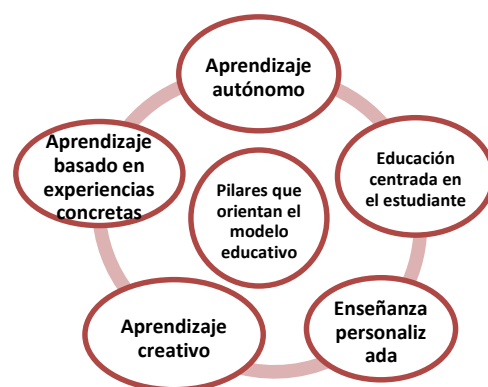 Aprendizaje
autónomo
Educación
centrada en
el estudiante
Enseñanza
personaliz
ada
Aprendizaje
creativo
Aprendizaje
basado en
experiencias
concretas
Pilares que
orientan el
modelo
educativo